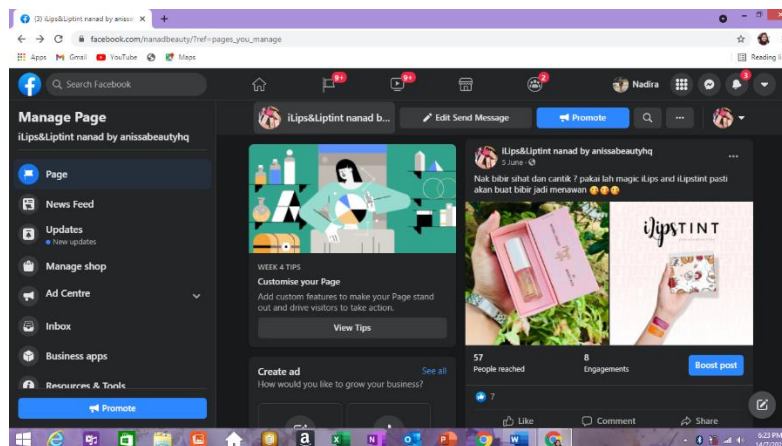 (3) iLips&Liptint nanad by anissa
facebook.com/nanadbeauty/?ref=pages_you_manage
Apps Gmail YouTube Maps Reading li
Search Facebook
9+ 9+ 2 Nadira 3
Manage Page
iLips&Liptint nanad by anissabeautyhq
Page
News Feed
Updates
New updates
Manage shop
Ad Centre
Inbox
Business apps
Resources & Tools
Promote
iLips&Liptint nanad b... Edit Send Message Promote
WEEK 4 TIPS
Customise your Page
Add custom features to make your Page stand
out and drive visitors to take action.
View Tips
Create ad See all
How would you like to grow your business?
iLips&Liptint nanad by anissabeautyhq
5 June
Nak bibir sihat dan cantik ? pakai lah magic iLips and iLipstint pasti
akan buat bibir jadi menawan
ilipsTINT
57 8
People reached Engagements
Boost post
7
Like Comment Share
9:23 PM